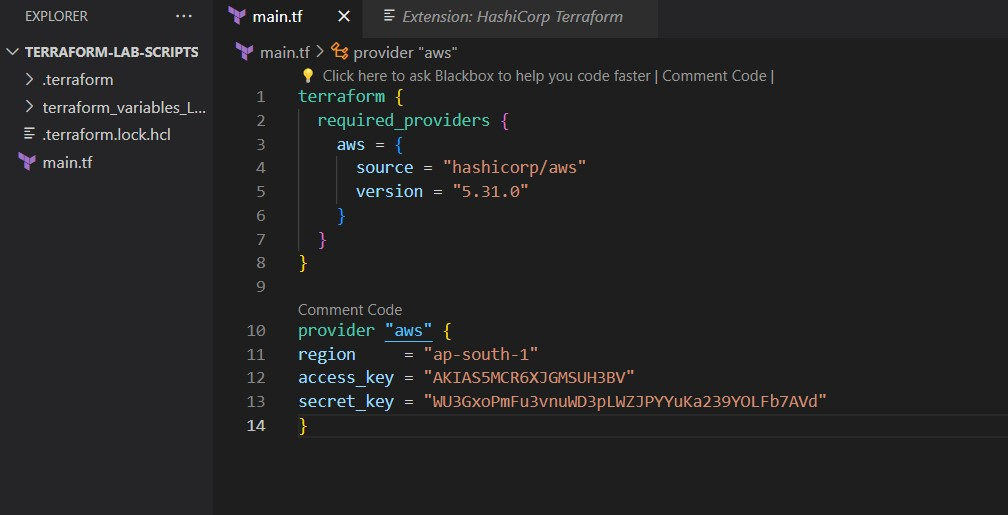 EXPLORER
TERRAFORM-LAB-SCRIPTS
.terraform
terraform_variables_L...
.terraform.lock.hcl
main.tf
main.tf
Extension: HashiCorp Terraform
main.tf > provider "aws"
Click here to ask Blackbox to help you code faster | Comment Code |
1 terraform {
2 required_providers {
3 aws = {
4 source = "hashicorp/aws"
5 version = "5.31.0"
6 }
7 }
8 }
9
Comment Code
10 provider "aws" {
11 region = "ap-south-1"
12 access_key = "AKIAS5MCR6XJGMSUH3BV"
13 secret_key = "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"
14 }